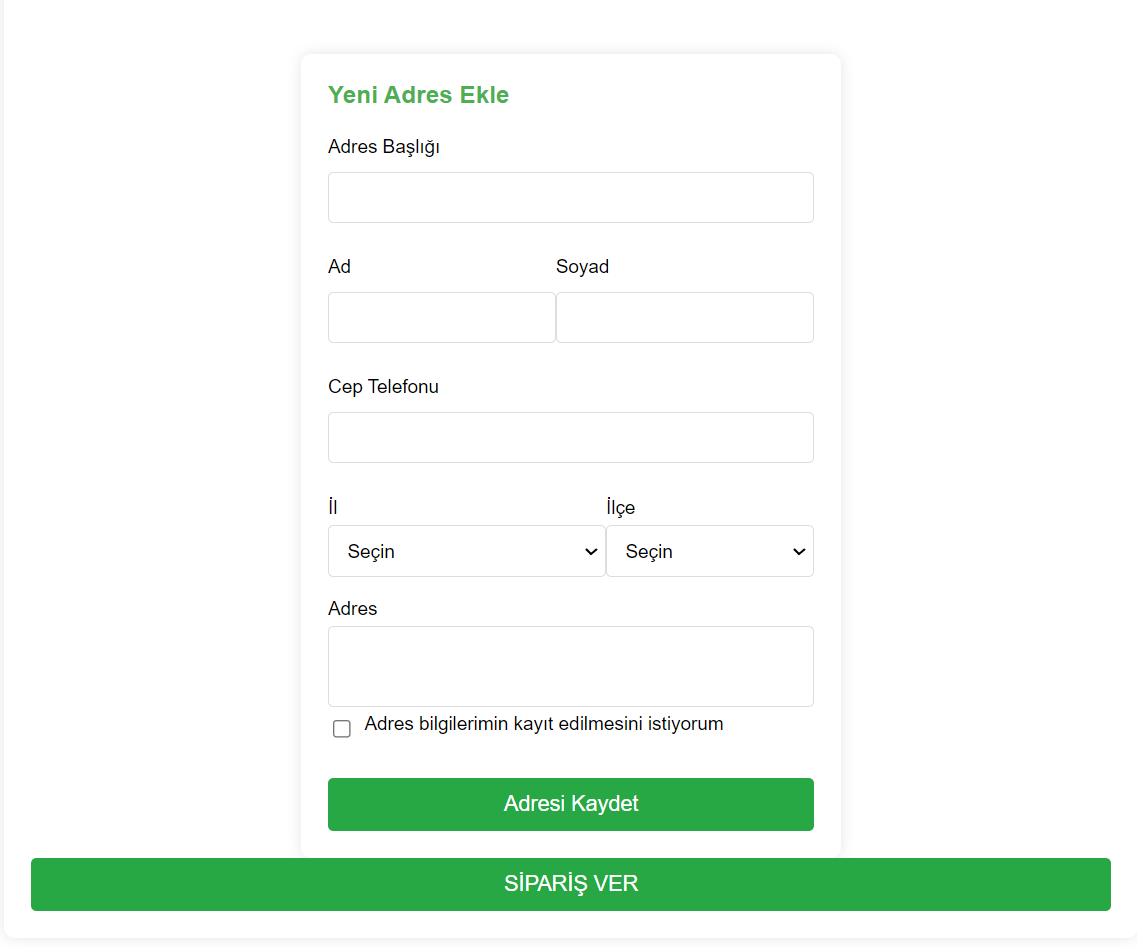 Yeni Adres Ekle
Adres Başlığı
Ad Soyad
Cep Telefonu
İl İlçe
Seçin Seçin
Adres
Adres bilgilerimin kayıt edilmesini istiyorum
Adresi Kaydet
SİPARİŞ VER